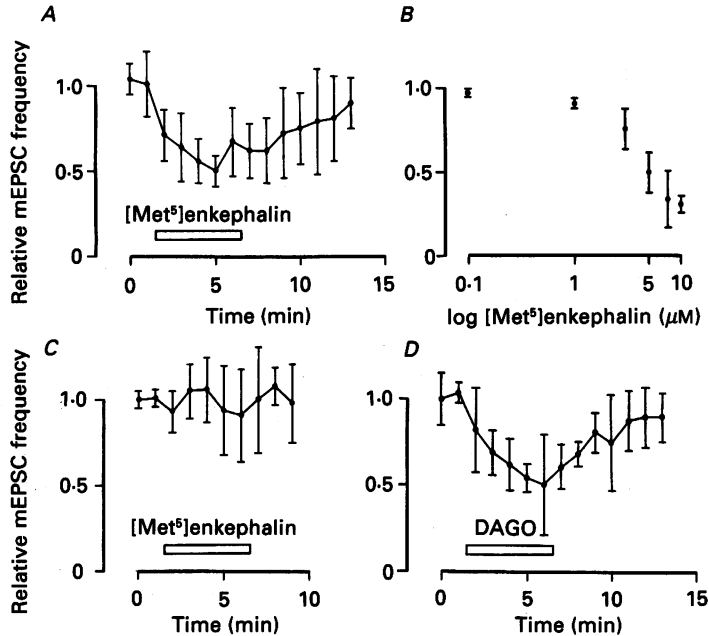 A
Relative mEPSC frequency
1·0
0·5
0
[Met⁵]enkephalin
0 5 10 15
Time (min)
B
1·0
0·5
0
0·1 1 5 10
log [Met⁵]enkephalin (μM)
C
Relative mEPSC frequency
1·0
0·5
0
[Met⁵]enkephalin
0 5 10
Time (min)
D
1·0
0·5
0
DAGO
0 5 10 15
Time (min)